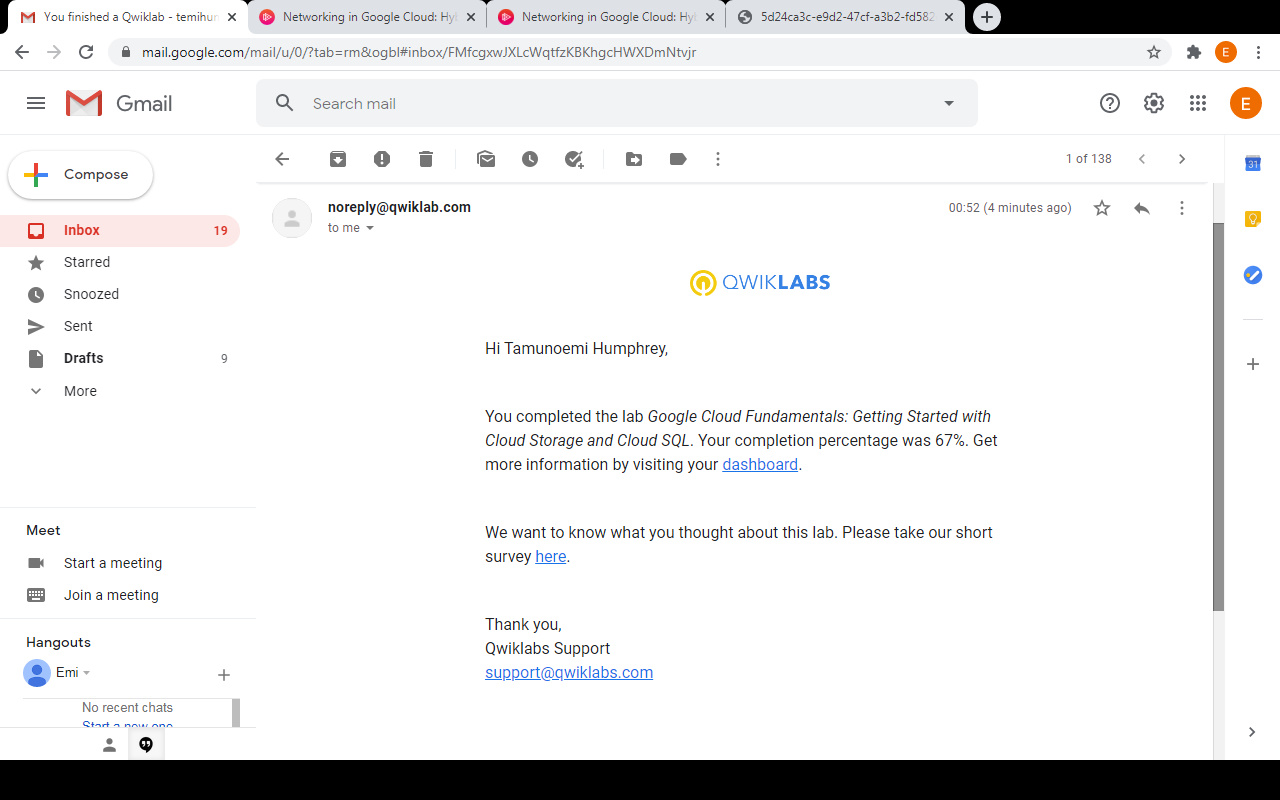 You finished a Qwiklab - temihun
Networking in Google Cloud: Hyb
Networking in Google Cloud: Hyb
5d24ca3c-e9d2-47cf-a3b2-fd582
mail.google.com/mail/u/0/?tab=rm&ogbl#inbox/FMfcgxwJXLcWqtfzKBKhgcHWXDmNtvjr
E
Gmail
Search mail
E
Compose
1 of 138
31
Inbox 19
Starred
Snoozed
Sent
Drafts 9
More
noreply@qwiklab.com
00:52 (4 minutes ago)
to me
QWIKLABS
Hi Tamunoemi Humphrey,
You completed the lab Google Cloud Fundamentals: Getting Started with
Cloud Storage and Cloud SQL. Your completion percentage was 67%. Get
more information by visiting your dashboard.
We want to know what you thought about this lab. Please take our short
survey here.
Thank you,
Qwiklabs Support
support@qwiklabs.com
Meet
Start a meeting
Join a meeting
Hangouts
Emi
No recent chats
Start a new one